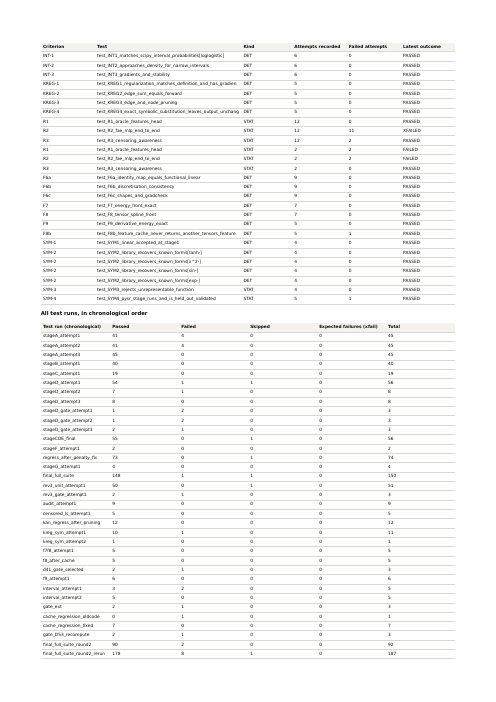 Criterion Test Kind Attempts recorded Failed attempts Latest outcome
INT-1 test_INT1_matches_scipy_interval_probabilities[loglogistic] DET 6 0 PASSED
INT-2 test_INT2_approaches_density_for_narrow_intervals DET 6 0 PASSED
INT-3 test_INT3_gradients_and_stability DET 6 0 PASSED
KREG-1 test_KREG1_regularization_matches_definition_and_has_gradien DET 5 0 PASSED
KREG-2 test_KREG2_edge_sum_equals_forward DET 5 0 PASSED
KREG-3 test_KREG3_edge_and_node_pruning DET 5 0 PASSED
KREG-4 test_KREG4_exact_symbolic_substitution_leaves_output_unchang DET 5 0 PASSED
R1 test_R1_oracle_features_head STAT 12 0 PASSED
R2 test_R2_fae_mlp_end_to_end STAT 12 11 XFAILED
R3 test_R3_censoring_awareness STAT 12 2 PASSED
R1 test_R1_oracle_features_head STAT 2 2 FAILED
R2 test_R2_fae_mlp_end_to_end STAT 2 2 FAILED
R3 test_R3_censoring_awareness STAT 2 0 PASSED
F6a test_F6a_identity_map_equals_functional_linear DET 9 0 PASSED
F6b test_F6b_discretisation_consistency DET 9 0 PASSED
F6c test_F6c_shapes_and_gradcheck DET 9 0 PASSED
F7 test_F7_energy_front_exact DET 7 0 PASSED
F8 test_F8_tensor_spline_front DET 7 0 PASSED
F9 test_F9_derivative_energy_exact DET 5 0 PASSED
F8b test_F8b_feature_cache_never_returns_another_tensors_feature DET 5 1 PASSED
SYM-1 test_SYM1_linear_accepted_at_stage1 DET 4 0 PASSED
SYM-2 test_SYM2_library_recovers_known_forms[tanh-] DET 4 0 PASSED
SYM-2 test_SYM2_library_recovers_known_forms[x^2-] DET 4 0 PASSED
SYM-2 test_SYM2_library_recovers_known_forms[sin-] DET 4 0 PASSED
SYM-2 test_SYM2_library_recovers_known_forms[exp-] DET 4 0 PASSED
SYM-3 test_SYM3_rejects_unrepresentable_function STAT 4 0 PASSED
SYM-4 test_SYM4_pysr_stage_runs_and_is_held_out_validated STAT 5 1 PASSED
All test runs, in chronological order
Test run (chronological) Passed Failed Skipped Expected failures (xfail) Total
stageA_attempt1 41 4 0 0 45
stageA_attempt2 41 4 0 0 45
stageA_attempt3 45 0 0 0 45
stageB_attempt1 40 0 0 0 40
stageC_attempt1 19 0 0 0 19
stageD_attempt1 54 1 1 0 56
stageD_attempt2 7 1 0 0 8
stageD_attempt3 8 0 0 0 8
stageD_gate_attempt1 1 2 0 0 3
stageD_gate_attempt2 1 2 0 0 3
stageD_gate_attempt3 2 1 0 0 3
stageCDE_final 55 0 1 0 56
stageF_attempt1 2 0 0 0 2
regress_after_penalty_fix 73 0 1 0 74
stageG_attempt1 4 0 0 0 4
final_full_suite 148 1 1 0 150
rev3_unit_attempt1 50 0 1 0 51
rev3_gate_attempt1 2 1 0 0 3
audit_attempt1 9 0 0 0 9
censored_ls_attempt1 5 0 0 0 5
kan_regress_after_pruning 12 0 0 0 12
kreg_sym_attempt1 10 1 0 0 11
kreg_sym_attempt2 1 0 0 0 1
f7f8_attempt1 5 0 0 0 5
f8_after_cache 5 0 0 0 5
d41_gate_selected 2 1 0 0 3
f9_attempt1 6 0 0 0 6
interval_attempt1 3 2 0 0 5
interval_attempt2 5 0 0 0 5
gate_ext 2 1 0 0 3
cache_regression_oldcode 0 1 0 0 1
cache_regression_fixed 7 0 0 0 7
gate_D53_recompute 2 1 0 0 3
final_full_suite_round2 90 2 0 0 92
final_full_suite_round2_rerun 178 8 1 0 187